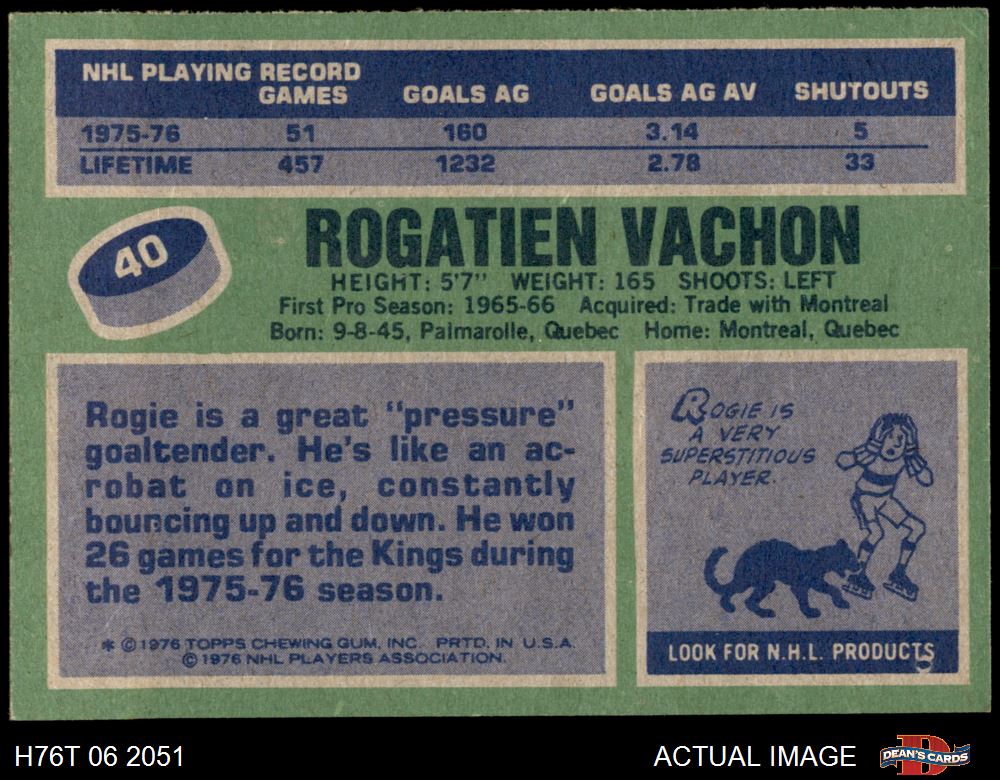 NHL PLAYING RECORD
GAMES GOALS AG GOALS AG AV SHUTOUTS
1975-76 51 160 3.14 5
LIFETIME 457 1232 2.78 33
40
ROGATIEN VACHON
HEIGHT: 5'7" WEIGHT: 165 SHOOTS: LEFT
First Pro Season: 1965-66 Acquired: Trade with Montreal
Born: 9-8-45, Palmarolle, Quebec Home: Montreal, Quebec
Rogie is a great "pressure"
goaltender. He's like an ac-
robat on ice, constantly
bouncing up and down. He won
26 games for the Kings during
the 1975-76 season.
* © 1976 TOPPS CHEWING GUM, INC. PRTD. IN U.S.A.
© 1976 NHL PLAYERS ASSOCIATION.
ROGIE IS
A VERY
SUPERSTITIOUS
PLAYER.
LOOK FOR N.H.L. PRODUCTS
H76T 06 2051
ACTUAL IMAGE
D
DEAN'S CARDS